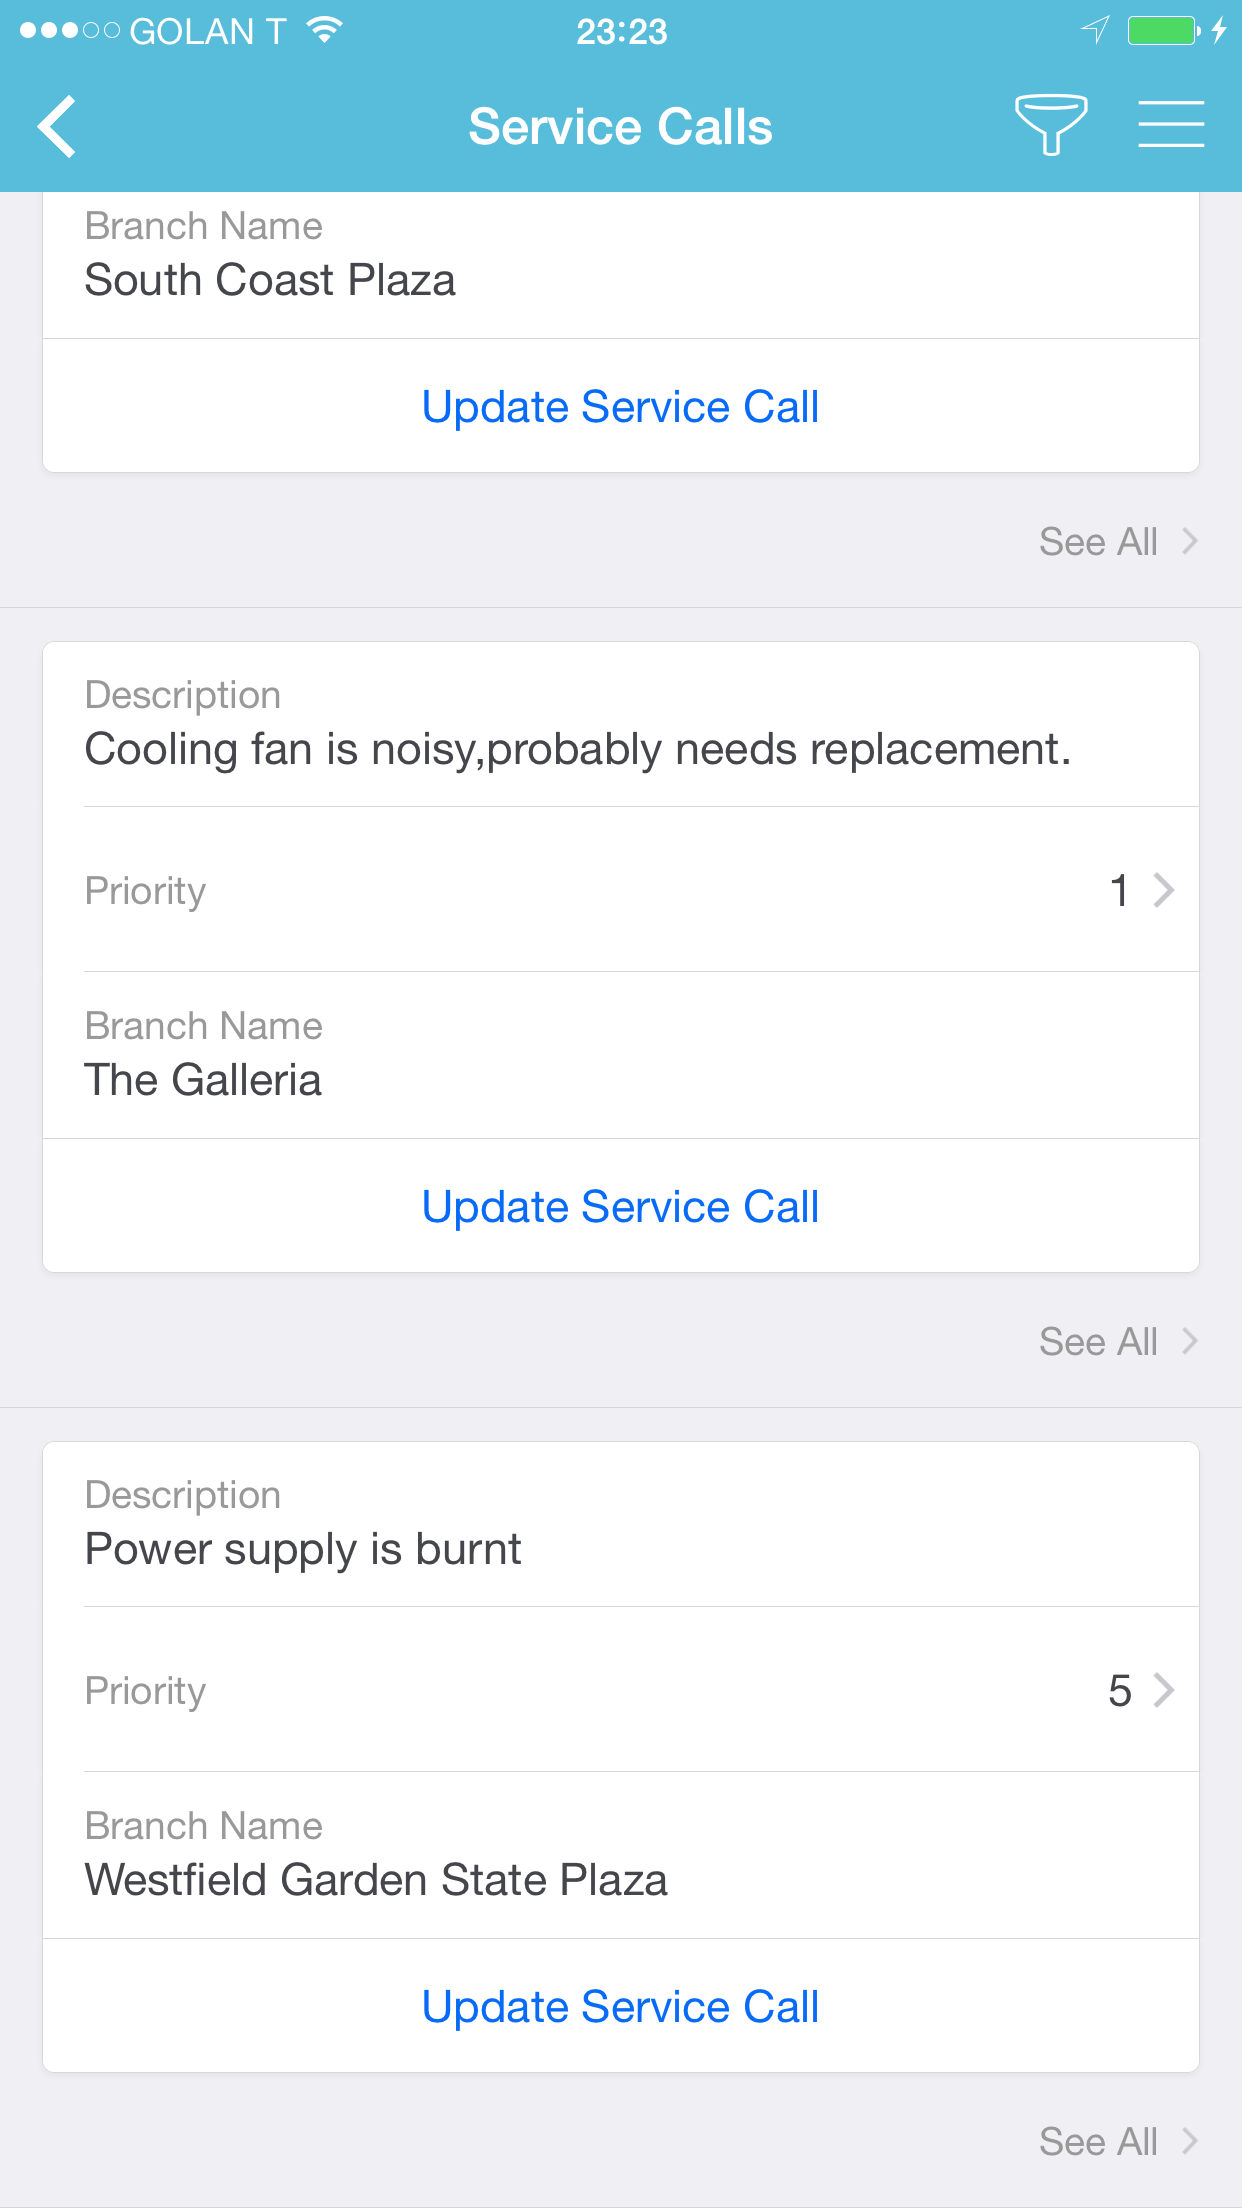 GOLAN T
23:23
Service Calls
Branch Name
South Coast Plaza
Update Service Call
See All
Description
Cooling fan is noisy,probably needs replacement.
Priority
1
Branch Name
The Galleria
Update Service Call
See All
Description
Power supply is burnt
Priority
5
Branch Name
Westfield Garden State Plaza
Update Service Call
See All